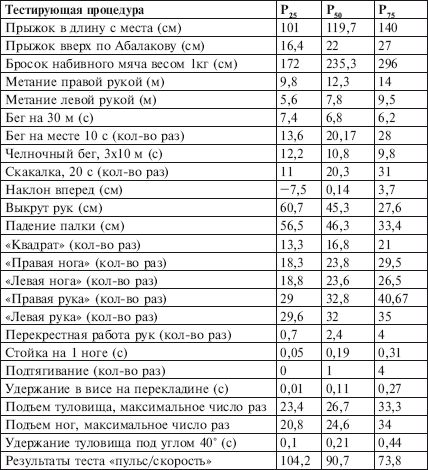 Тестирующая процедура P25 P50 P75
Прыжок в длину с места (см) 101 119,7 140
Прыжок вверх по Абалакову (см) 16,4 22 27
Бросок набивного мяча весом 1кг (см) 172 235,3 296
Метание правой рукой (м) 9,8 12,3 14
Метание левой рукой (м) 5,6 7,8 9,5
Бег на 30 м (с) 7,4 6,8 6,2
Бег на месте 10 с (кол-во раз) 13,6 20,17 28
Челночный бег, 3х10 м (с) 12,2 10,8 9,8
Скакалка, 20 с (кол-во раз) 11 20,3 31
Наклон вперед (см) −7,5 0,14 3,7
Выкрут рук (см) 60,7 45,3 27,6
Падение палки (см) 56,5 46,3 33,4
«Квадрат» (кол-во раз) 13,3 16,8 21
«Правая нога» (кол-во раз) 18,3 23,8 29,5
«Левая нога» (кол-во раз) 18,8 23,6 26,5
«Правая рука» (кол-во раз) 29 32,8 40,67
«Левая рука» (кол-во раз) 29,6 32 35
Перекрестная работа рук (кол-во раз) 0,7 2,4 4
Стойка на 1 ноге (с) 0,05 0,19 0,31
Подтягивание (кол-во раз) 0 1 4
Удержание в висе на перекладине (с) 0,01 0,11 0,27
Подъем туловища, максимальное число раз 23,4 26,7 33,3
Подъем ног, максимальное число раз 20,8 24,6 34
Удержание туловища под углом 40° (с) 0,1 0,21 0,44
Результаты теста «пульс/скорость» 104,2 90,7 73,8